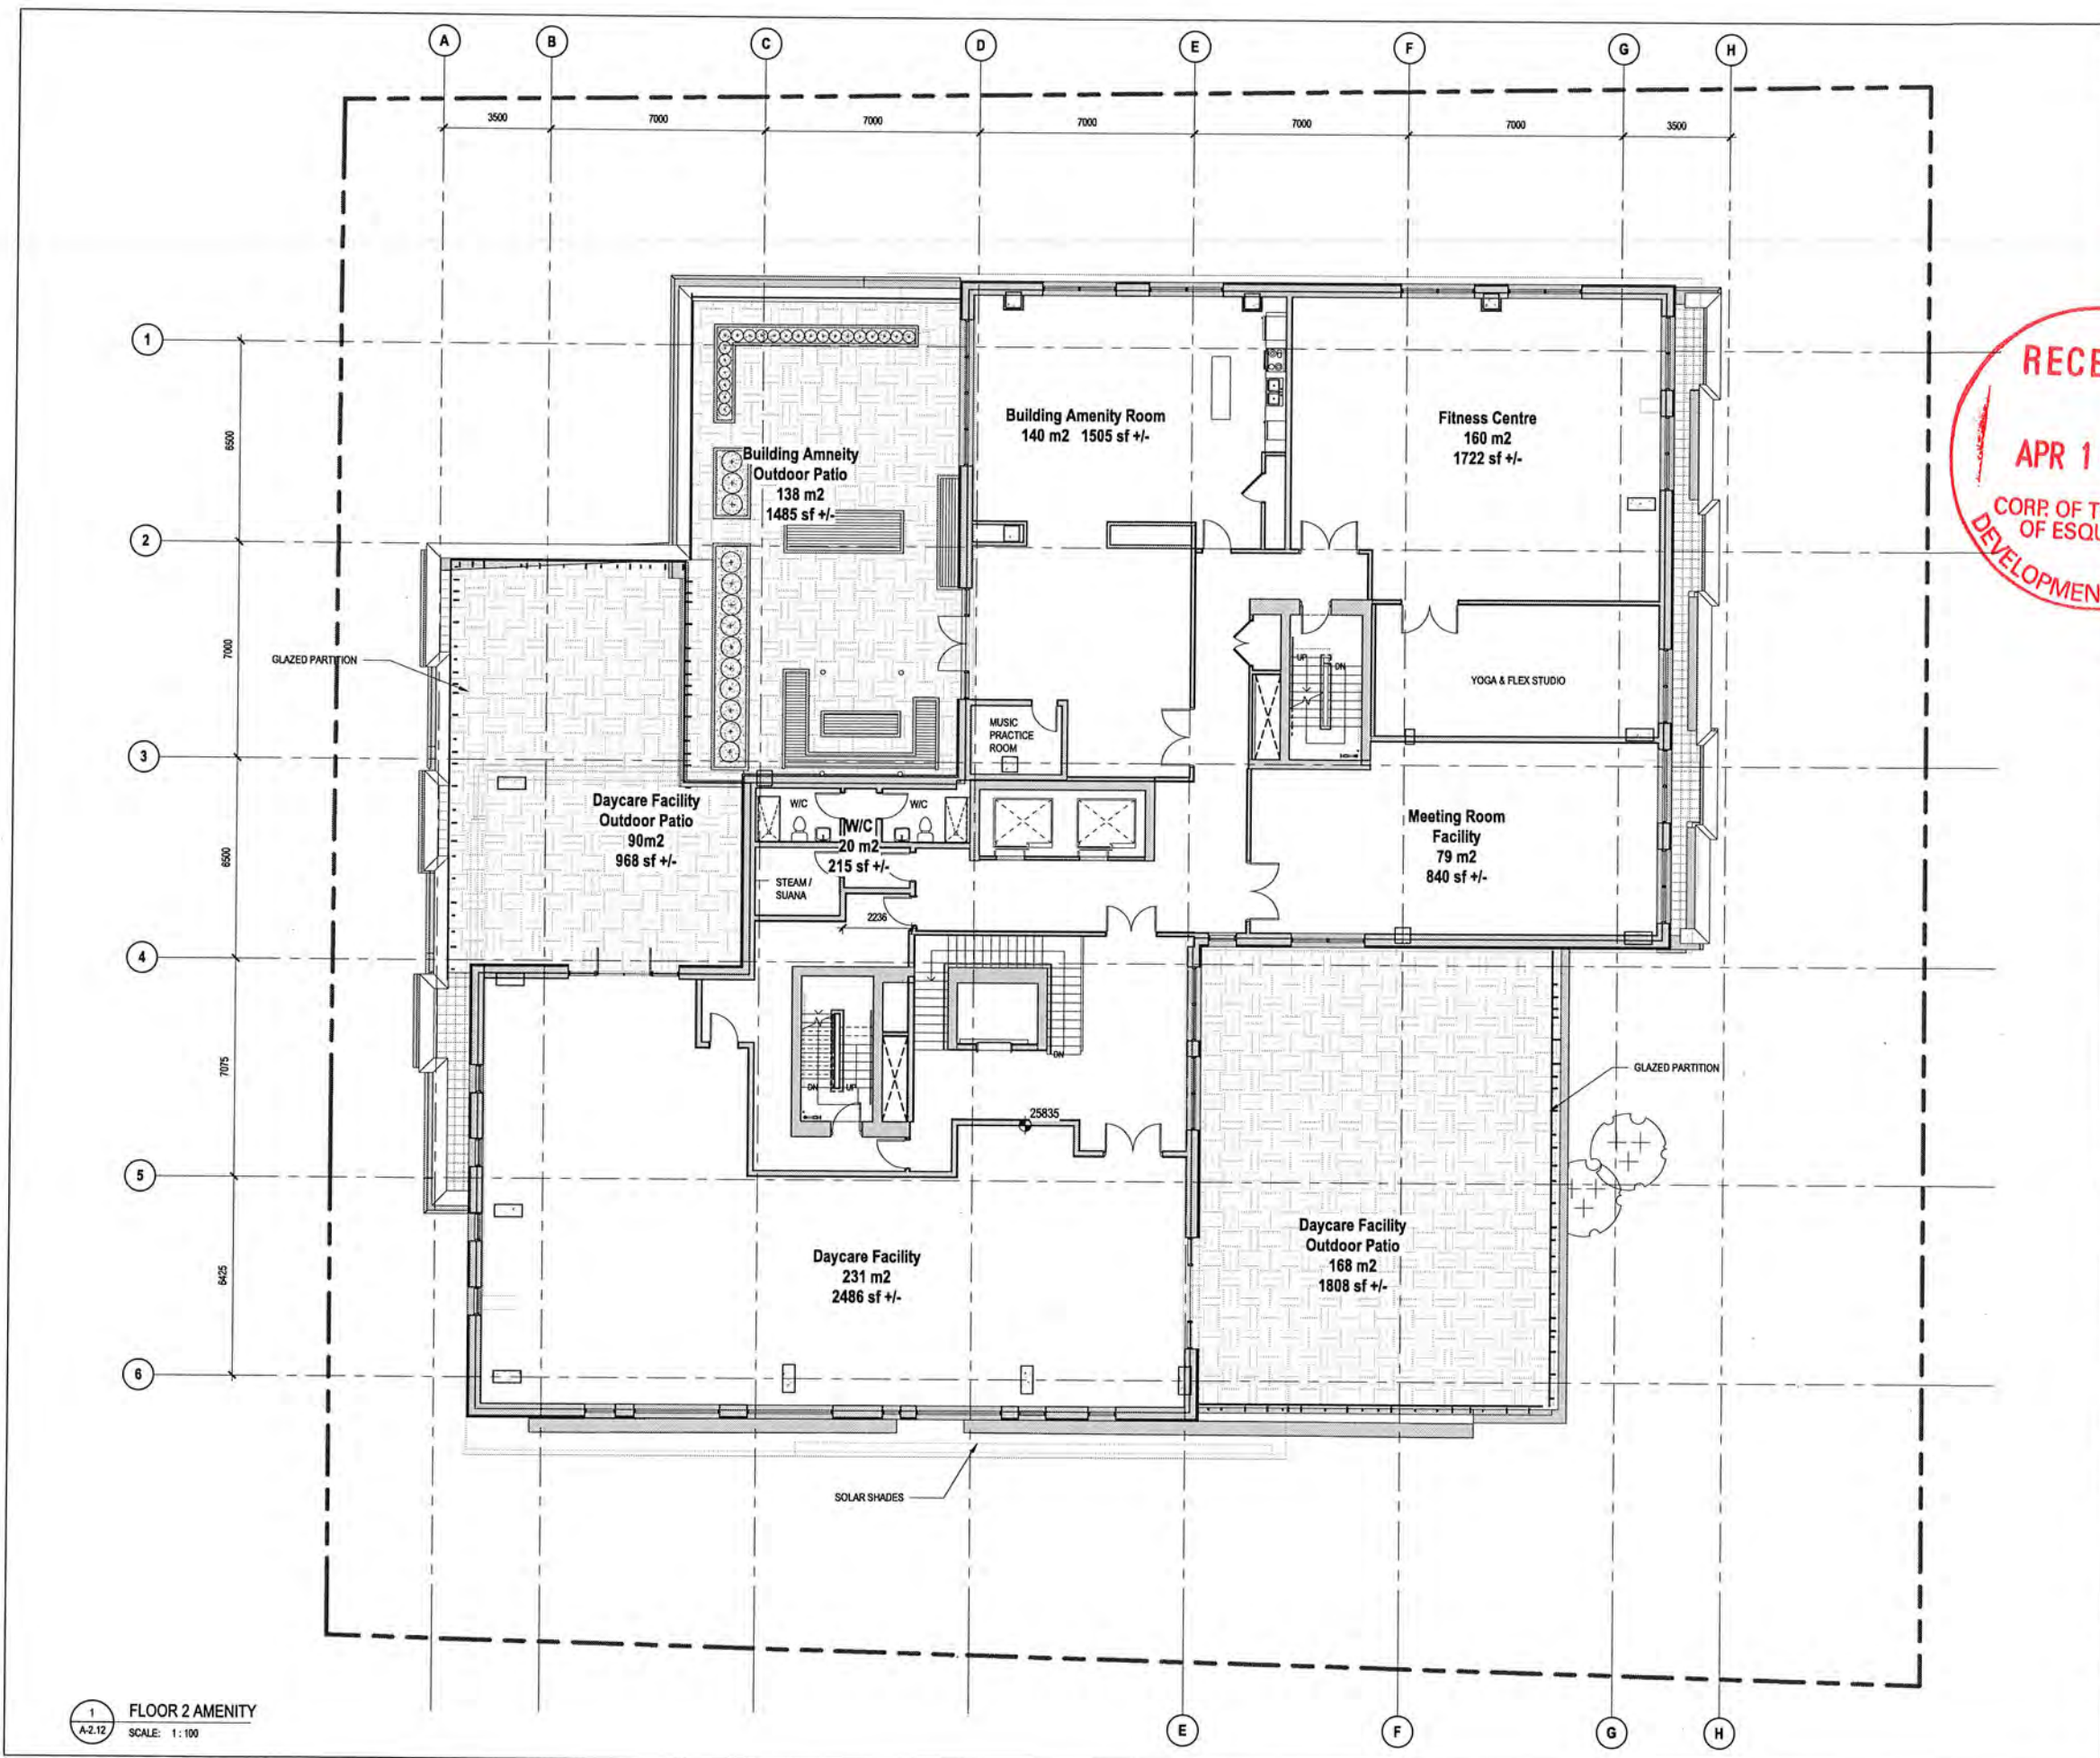 A
B
C
D
E
F
G
H
3500
7000
7000
7000
7000
7000
3500
1
2
3
4
5
6
6500
7000
6500
7075
6425
RECE
APR 1
CORP. OF T
OF ESQU
DEVELOPMEN
Building Amneity
Outdoor Patio
138 m2
1485 sf +/-
Building Amenity Room
140 m2 1505 sf +/-
Fitness Centre
160 m2
1722 sf +/-
GLAZED PARTITION
UP
DN
YOGA & FLEX STUDIO
MUSIC
PRACTICE
ROOM
Daycare Facility
Outdoor Patio
90m2
968 sf +/-
W/C
W/C
W/C
20 m2
215 sf +/-
STEAM /
SUANA
2236
Meeting Room
Facility
79 m2
840 sf +/-
DN
UP
DN
25835
GLAZED PARTITION
Daycare Facility
231 m2
2486 sf +/-
Daycare Facility
Outdoor Patio
168 m2
1808 sf +/-
SOLAR SHADES
1
A-2.12
FLOOR 2 AMENITY
SCALE: 1 : 100
E
F
G
H